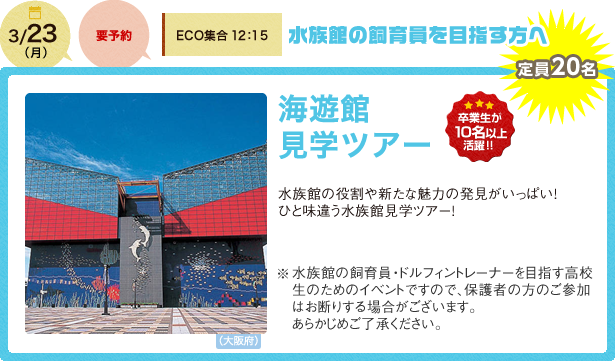 3/23
（月）
要予約
ECO集合 12：15
水族館の飼育員を目指す方へ
定員20名
海遊館
見学ツアー
卒業生が
10名以上
活躍!!
水族館の役割や新たな魅力の発見がいっぱい！
ひと味違う水族館見学ツアー！
※ 水族館の飼育員・ドルフィントレーナーを目指す高校
生のためのイベントですので、保護者の方のご参加
はお断りする場合がございます。
あらかじめご了承ください。
（大阪府）